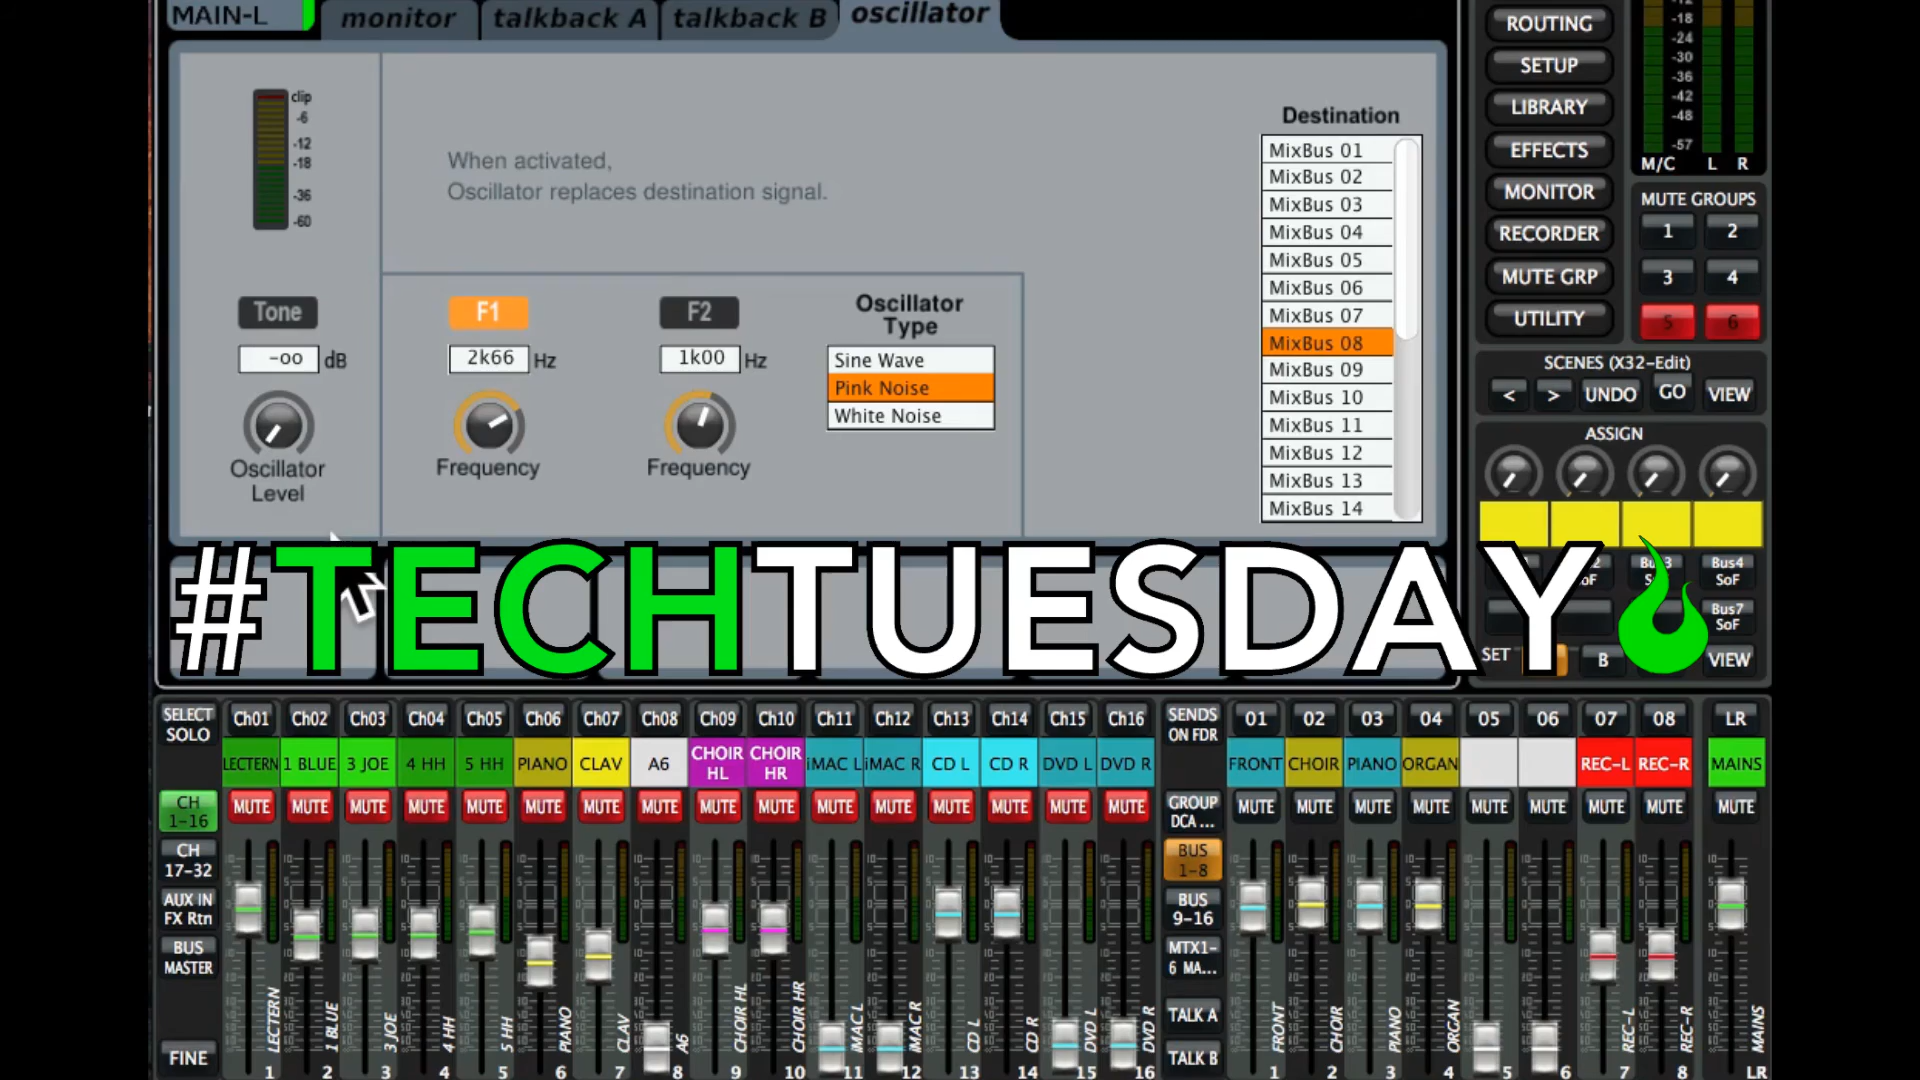 MAIN-L
monitor
talkback A
talkback B
oscillator
clip
-6
-12
-18
-36
-60
When activated,
Oscillator replaces destination signal.
Tone
-oo dB
Oscillator
Level
F1
2k66 Hz
Frequency
F2
1k00 Hz
Frequency
Oscillator
Type
Sine Wave
Pink Noise
White Noise
Destination
MixBus 01
MixBus 02
MixBus 03
MixBus 04
MixBus 05
MixBus 06
MixBus 07
MixBus 08
MixBus 09
MixBus 10
MixBus 11
MixBus 12
MixBus 13
MixBus 14
ROUTING
SETUP
LIBRARY
EFFECTS
MONITOR
RECORDER
MUTE GRP
UTILITY
-18
-24
-30
-36
-42
-48
-57
M/C L R
MUTE GROUPS
1 2
3 4
5 6
SCENES (X32-Edit)
< > UNDO GO VIEW
ASSIGN
Bus4
SoF
Bus7
SoF
SET B VIEW
#TECHTUESDAY
SELECT
SOLO
Ch01 Ch02 Ch03 Ch04 Ch05 Ch06 Ch07 Ch08 Ch09 Ch10 Ch11 Ch12 Ch13 Ch14 Ch15 Ch16
SENDS
ON FDR
01 02 03 04 05 06 07 08 LR
LECTERN 1 BLUE 3 JOE 4 HH 5 HH PIANO CLAV A6 CHOIR HL CHOIR HR iMAC L iMAC R CD L CD R DVD L DVD R
FRONT CHOIR PIANO ORGAN REC-L REC-R MAINS
MUTE MUTE MUTE MUTE MUTE MUTE MUTE MUTE MUTE MUTE MUTE MUTE MUTE MUTE MUTE MUTE
MUTE MUTE MUTE MUTE MUTE MUTE MUTE MUTE MUTE
CH
1-16
CH
17-32
AUX IN
FX Rtn
BUS
MASTER
FINE
GROUP
DCA ...
BUS
1-8
BUS
9-16
MTX1-
6 MA...
TALK A
TALK B
LECTERN 1 BLUE 3 JOE 4 HH 5 HH PIANO CLAV A6 CHOIR HL CHOIR HR iMAC L iMAC R CD L CD R DVD L DVD R
FRONT CHOIR PIANO ORGAN REC-L REC-R MAINS
1 2 3 4 5 6 7 8 9 10 11 12 13 14 15 16
1 2 3 4 5 6 7 8 LR